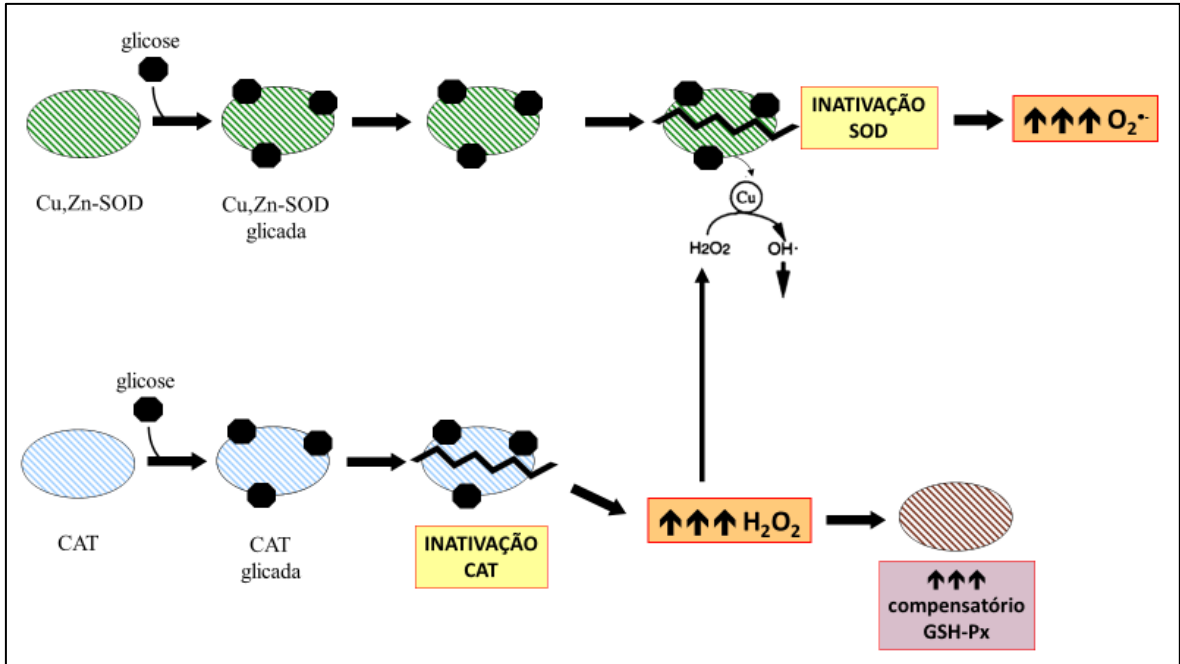 glicose
Cu,Zn-SOD
Cu,Zn-SOD
glicada
INATIVAÇÃO
SOD
↑↑↑ O₂•-
Cu
H2O2
OH·
glicose
CAT
CAT
glicada
INATIVAÇÃO
CAT
↑↑↑ H₂O₂
↑↑↑
compensatório
GSH-Px